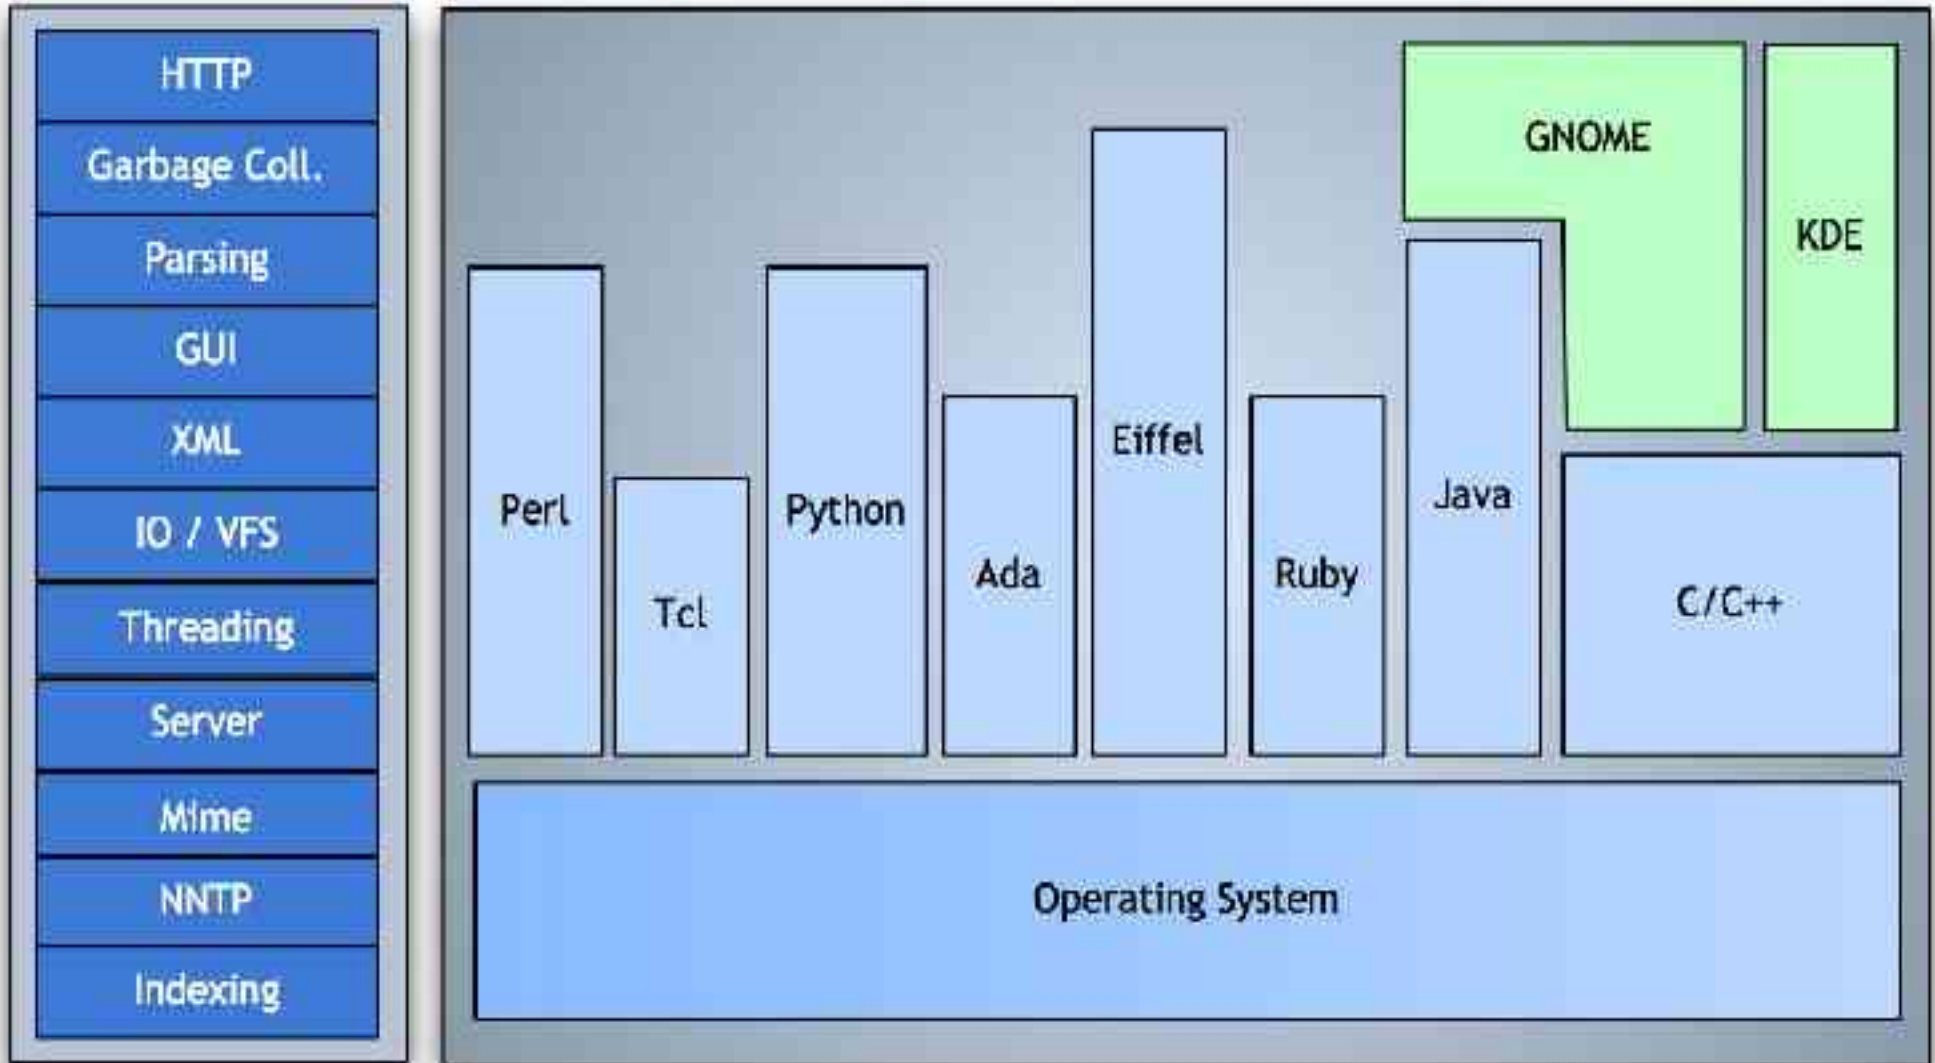 HTTP
Garbage Coll.
Parsing
GUI
XML
IO / VFS
Threading
Server
Mime
NNTP
Indexing
GNOME
KDE
Perl
Tcl
Python
Ada
Eiffel
Ruby
Java
C/C++
Operating System